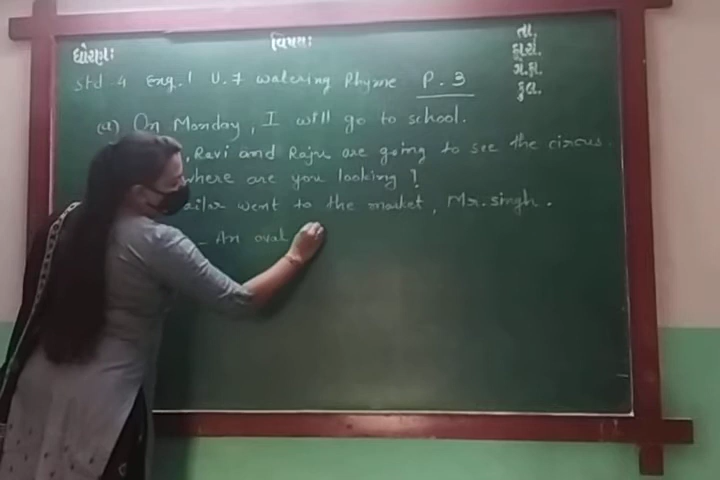 ધોરણ: વિષય: તા.
દા.સં.
ગે.હા.
કુલ.
Std-4 Eng.! U.7 watering Rhyme P.3
(a) On Monday, I will go to school.
, Ravi and Raju are going to see the circus.
where are you looking?
ailor went to the market, Mr. singh.
- An oval